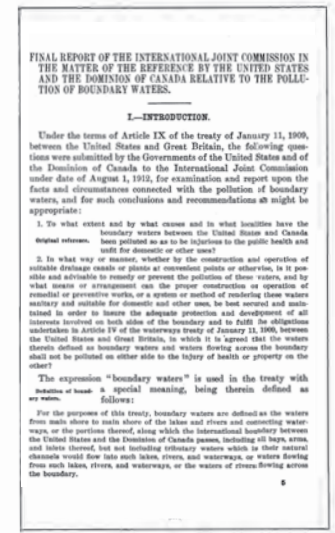 FINAL REPORT OF THE INTERNATIONAL JOINT COMMISSION IN
THE MATTER OF THE REFERENCE BY THE UNITED STATES
AND THE DOMINION OF CANADA RELATIVE TO THE POLLU-
TION OF BOUNDARY WATERS.
I.—INTRODUCTION.
Under the terms of Article IX of the treaty of January 11, 1909,
between the United States and Great Britain, the following ques-
tions were submitted by the Governments of the United States and of
the Dominion of Canada to the International Joint Commission
under date of August 1, 1912, for examination and report upon the
facts and circumstances connected with the pollution of boundary
waters, and for such conclusions and recommendations as might be
appropriate:
1. To what extent and by what causes and in what localities have the
boundary waters between the United States and Canada
Original reference. been polluted so as to be injurious to the public health and
unfit for domestic or other uses?
2. In what way or manner, whether by the construction and operation of
suitable drainage canals or plants at convenient points or otherwise, is it pos-
sible and advisable to remedy or prevent the pollution of these waters, and by
what means or arrangement can the proper construction or operation of
remedial or preventive works, or a system or method of rendering these waters
sanitary and suitable for domestic and other uses, be best secured and main-
tained in order to insure the adequate protection and development of all
interests involved on both sides of the boundary and to fulfil the obligations
undertaken in Article IV of the waterways treaty of January 11, 1909, between
the United States and Great Britain, in which it is agreed that the waters
therein defined as boundary waters and waters flowing across the boundary
shall not be polluted on either side to the injury of health or property on the
other?
The expression "boundary waters" is used in the treaty with
Definition of bound-
ary waters. a special meaning, being therein defined as
follows:
For the purposes of this treaty, boundary waters are defined as the waters
from main shore to main shore of the lakes and rivers and connecting water-
ways, or the portions thereof, along which the international boundary between
the United States and the Dominion of Canada passes, including all bays, arms,
and inlets thereof, but not including tributary waters which in their natural
channels would flow into such lakes, rivers, and waterways, or waters flowing
from such lakes, rivers, and waterways, or the waters of rivers flowing across
the boundary.
5